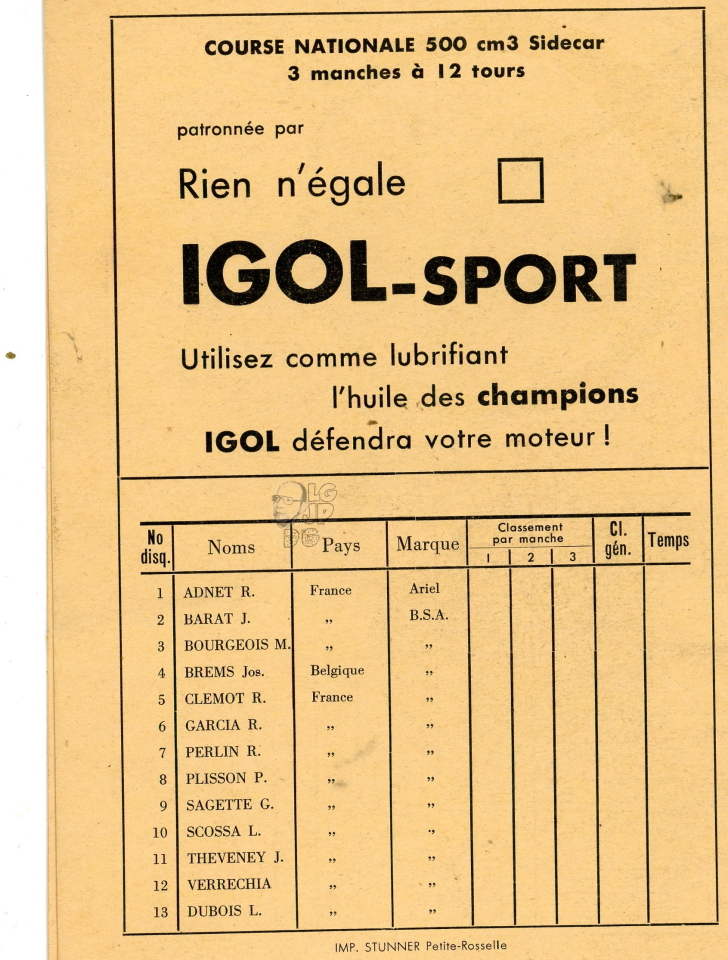 COURSE NATIONALE 500 cm3 Sidecar
3 manches à 12 tours
patronnée par
Rien n'égale
IGOL-SPORT
Utilisez comme lubrifiant
l'huile des champions
IGOL défendra votre moteur !
LG
JP
DG
No disq. Noms Pays Marque Classement par manche 1 2 3 Cl. gén. Temps
1 ADNET R. France Ariel
2 BARAT J. „ B.S.A.
3 BOURGEOIS M. „ „
4 BREMS Jos. Belgique „
5 CLEMOT R. France „
6 GARCIA R. „ „
7 PERLIN R. „ „
8 PLISSON P. „ „
9 SAGETTE G. „ „
10 SCOSSA L. „ „
11 THEVENEY J. „ „
12 VERRECHIA „ „
13 DUBOIS L. „ „
IMP. STUNNER Petite-Rosselle